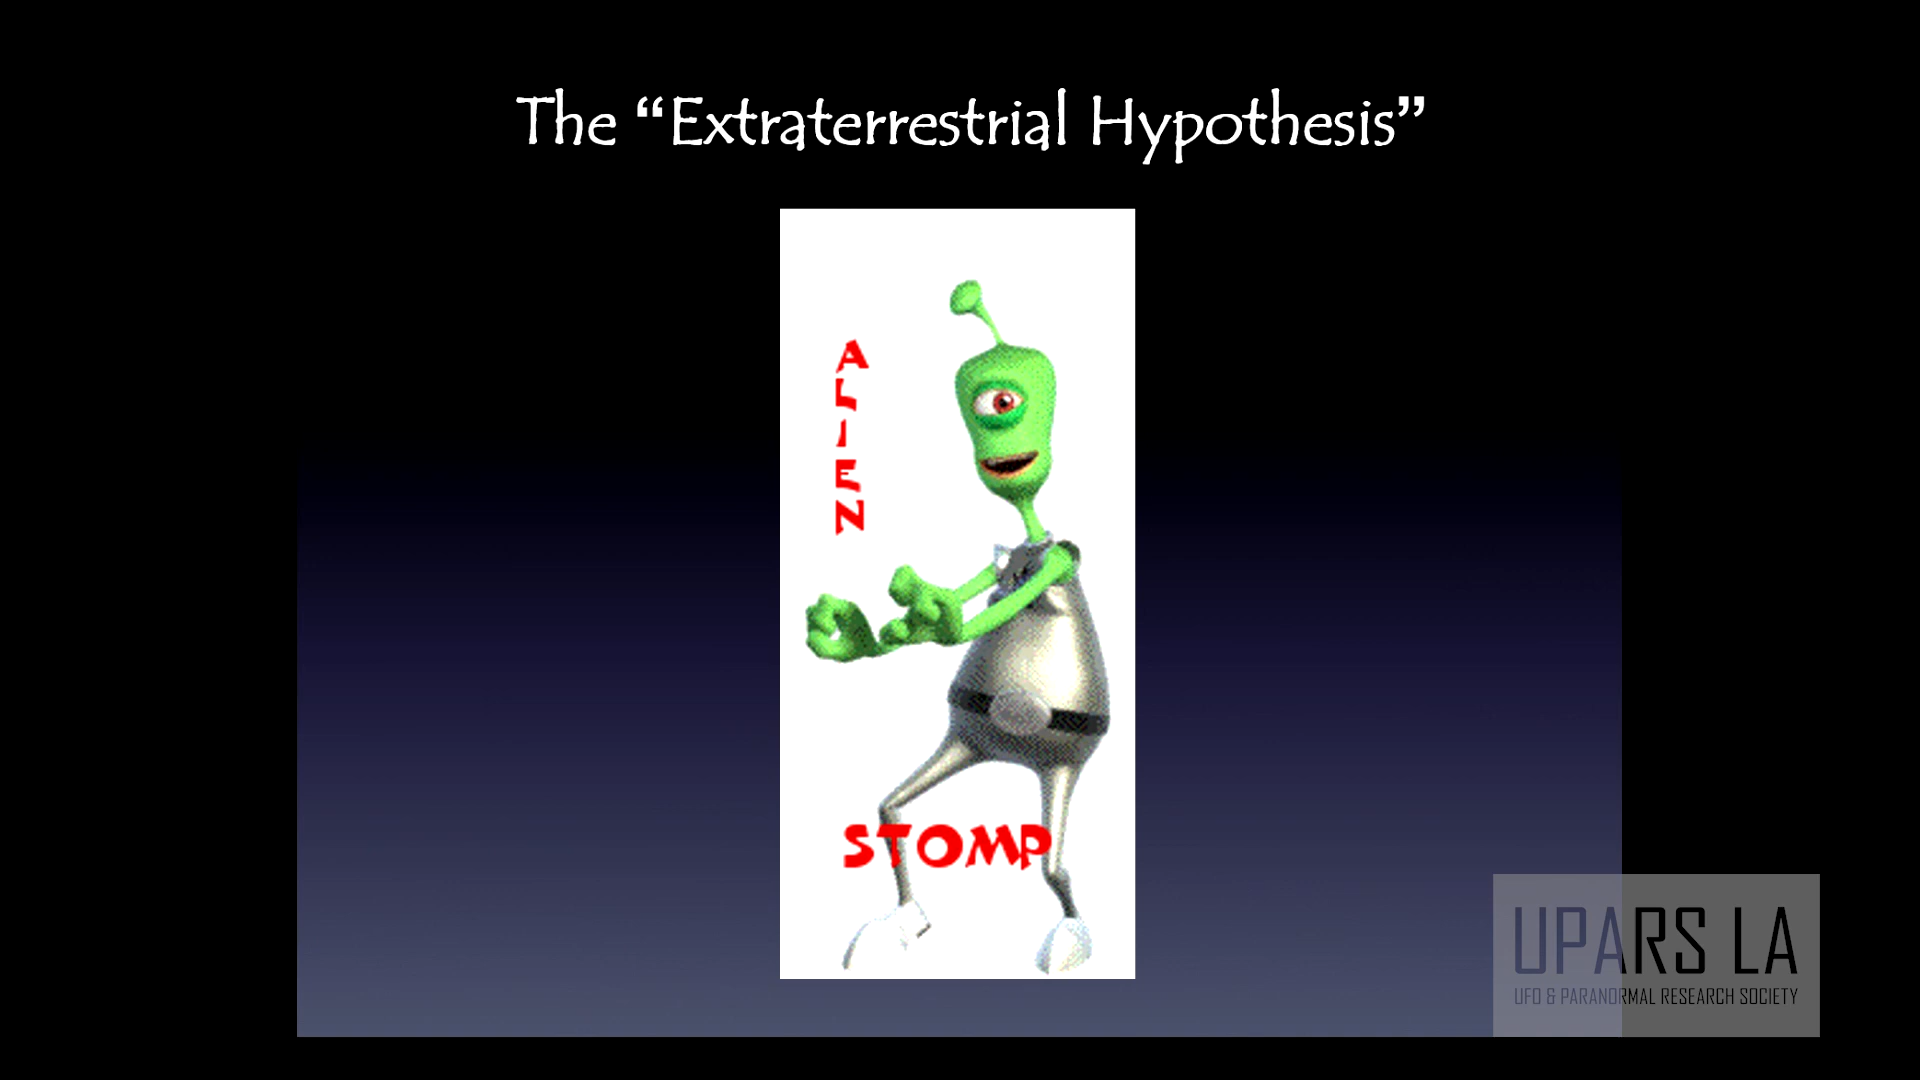 The “Extraterrestrial Hypothesis”
ALIEN
STOMP
UPARS LA
UFO & PARANORMAL RESEARCH SOCIETY